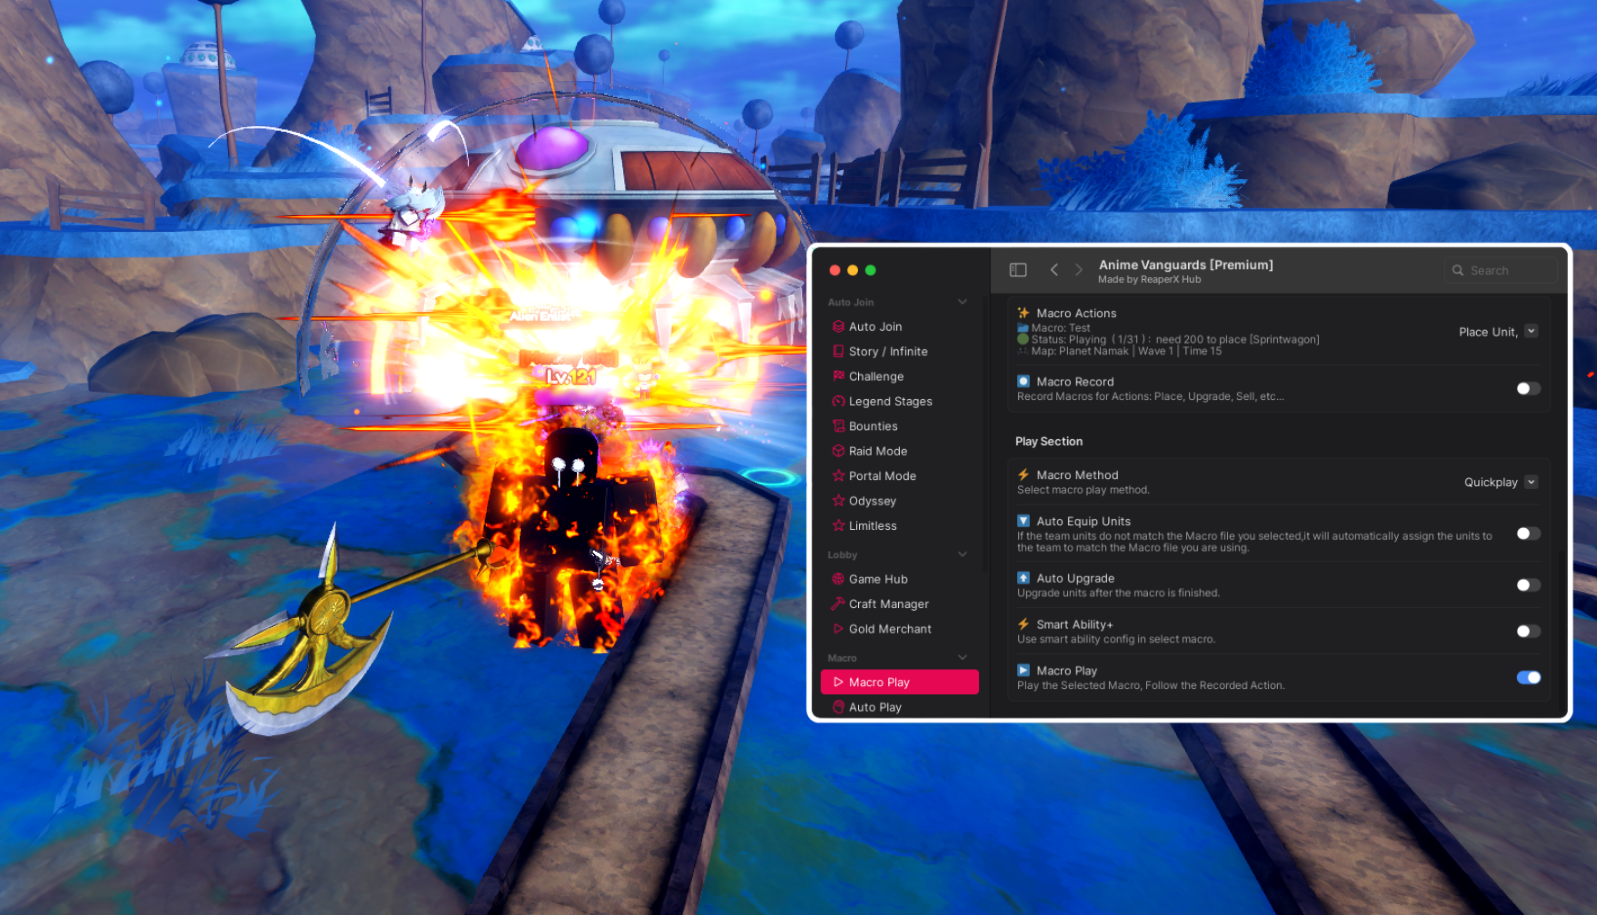 Alien Enlist
Lv.121
Anime Vanguards [Premium]
Made by ReaperX Hub
Search
Auto Join
Auto Join
Story / Infinite
Challenge
Legend Stages
Bounties
Raid Mode
Portal Mode
Odyssey
Limitless
Lobby
Game Hub
Craft Manager
Gold Merchant
Macro
Macro Play
Auto Play
Macro Actions
Macro: Test
Status: Playing ( 1/31 ) : need 200 to place [Sprintwagon]
Map: Planet Namak | Wave 1 | Time 15
Place Unit,
Macro Record
Record Macros for Actions: Place, Upgrade, Sell, etc...
Play Section
Macro Method
Select macro play method.
Quickplay
Auto Equip Units
If the team units do not match the Macro file you selected,it will automatically assign the units to
the team to match the Macro file you are using.
Auto Upgrade
Upgrade units after the macro is finished.
Smart Ability+
Use smart ability config in select macro.
Macro Play
Play the Selected Macro, Follow the Recorded Action.